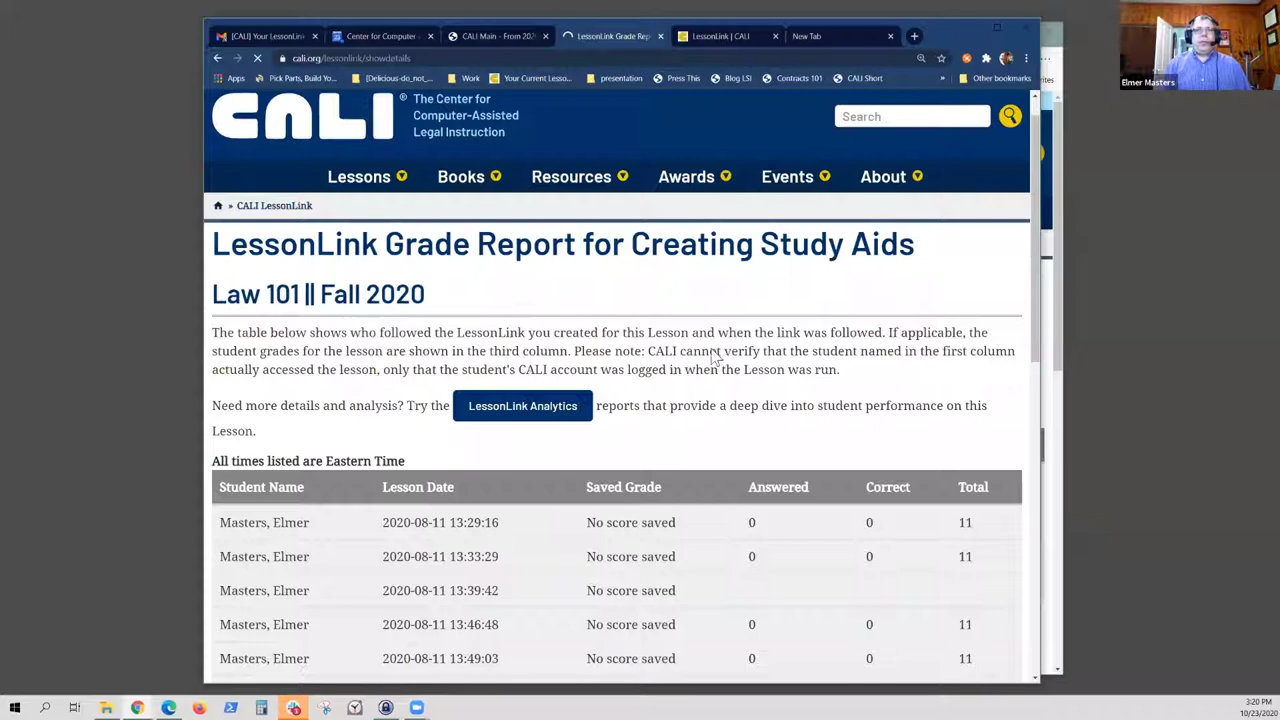 [CALI] Your LessonLin
Center for Computer
CALI Main - From 202
LessonLink Grade Rep
LessonLink | CALI
New Tab
cali.org/lessonlink/showdetails
Apps
Pick Parts, Build Yo...
[Delicious-do_not_...
Work
Your Current Lesso...
presentation
Press This
Blog LSI
Contracts 101
CALI Short
»
Other bookmarks
CALI ®
The Center for
Computer-Assisted
Legal Instruction
Search
Lessons
Books
Resources
Awards
Events
About
» CALI LessonLink
LessonLink Grade Report for Creating Study Aids
Law 101 || Fall 2020
The table below shows who followed the LessonLink you created for this Lesson and when the link was followed. If applicable, the
student grades for the lesson are shown in the third column. Please note: CALI cannot verify that the student named in the first column
actually accessed the lesson, only that the student's CALI account was logged in when the Lesson was run.
Need more details and analysis? Try the LessonLink Analytics reports that provide a deep dive into student performance on this
Lesson.
All times listed are Eastern Time
Student Name Lesson Date Saved Grade Answered Correct Total
Masters, Elmer 2020-08-11 13:29:16 No score saved 0 0 11
Masters, Elmer 2020-08-11 13:33:29 No score saved 0 0 11
Masters, Elmer 2020-08-11 13:39:42 No score saved
Masters, Elmer 2020-08-11 13:46:48 No score saved 0 0 11
Masters, Elmer 2020-08-11 13:49:03 No score saved 0 0 11
Elmer Masters
3:20 PM
10/23/2020